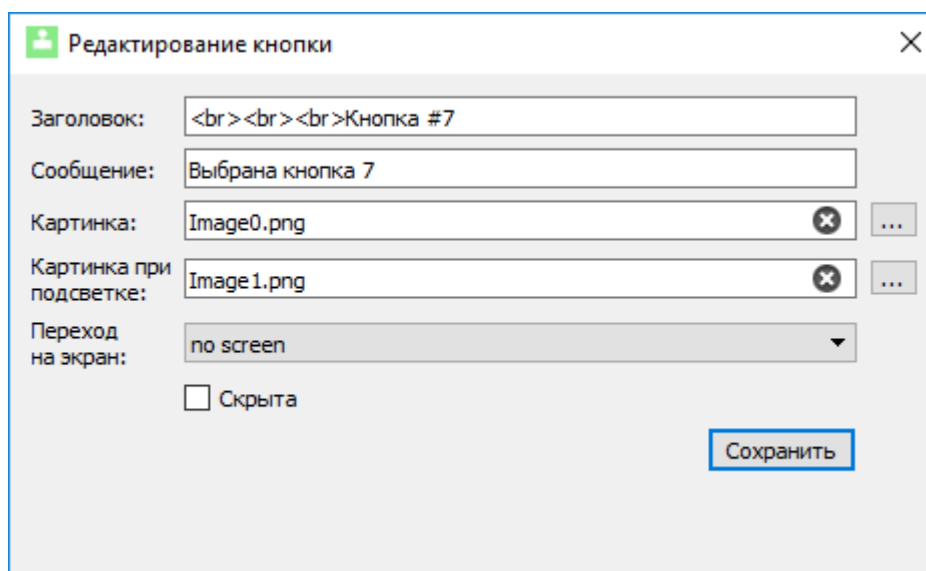 Редактирование кнопки
Заголовок: <br><br><br>Кнопка #7
Сообщение: Выбрана кнопка 7
Картинка: Image0.png ...
Картинка при
подсветке: Image1.png ...
Переход
на экран: no screen
Скрыта
Сохранить